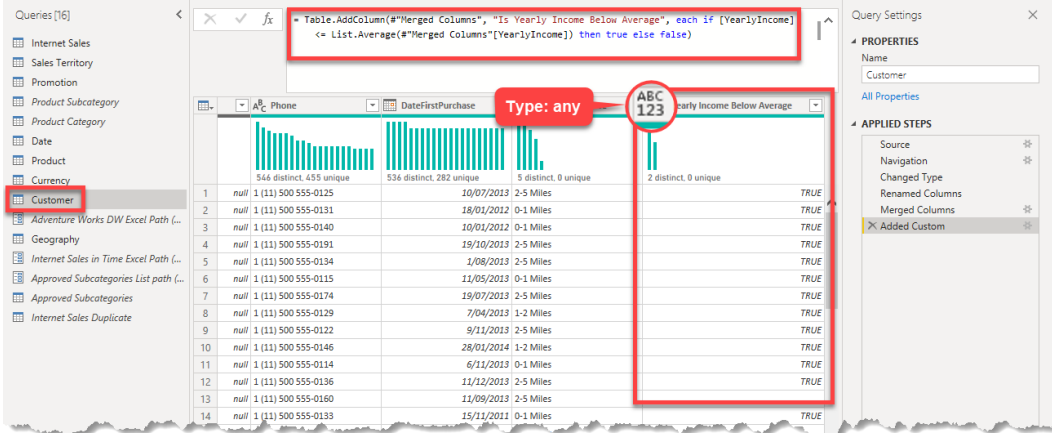 Queries [16]
Internet Sales
Sales Territory
Promotion
Product Subcategory
Product Category
Date
Product
Currency
Customer
Adventure Works DW Excel Path (...
Geography
Internet Sales in Time Excel Path (...
Approved Subcategories List path (...
Approved Subcategories
Internet Sales Duplicate
fx
= Table.AddColumn(#"Merged Columns", "Is Yearly Income Below Average", each if [YearlyIncome]
<= List.Average(#"Merged Columns"[YearlyIncome]) then true else false)
ABC Phone
DateFirstPurchase
Type: any
ABC
123
Yearly Income Below Average
546 distinct, 455 unique
536 distinct, 282 unique
5 distinct, 0 unique
2 distinct, 0 unique
1 null 1 (11) 500 555-0125 10/07/2013 2-5 Miles TRUE
2 null 1 (11) 500 555-0131 18/01/2012 0-1 Miles TRUE
3 null 1 (11) 500 555-0140 10/01/2012 0-1 Miles TRUE
4 null 1 (11) 500 555-0191 19/10/2013 2-5 Miles TRUE
5 null 1 (11) 500 555-0134 1/08/2013 2-5 Miles TRUE
6 null 1 (11) 500 555-0115 11/05/2013 0-1 Miles TRUE
7 null 1 (11) 500 555-0174 19/07/2013 2-5 Miles TRUE
8 null 1 (11) 500 555-0129 7/04/2013 1-2 Miles TRUE
9 null 1 (11) 500 555-0122 9/11/2013 2-5 Miles TRUE
10 null 1 (11) 500 555-0146 28/01/2014 1-2 Miles TRUE
11 null 1 (11) 500 555-0114 6/11/2013 0-1 Miles TRUE
12 null 1 (11) 500 555-0136 11/12/2013 2-5 Miles TRUE
13 null 1 (11) 500 555-0160 11/09/2013 2-5 Miles
14 null 1 (11) 500 555-0133 15/11/2011 0-1 Miles TRUE
Query Settings
PROPERTIES
Name
Customer
All Properties
APPLIED STEPS
Source
Navigation
Changed Type
Renamed Columns
Merged Columns
Added Custom